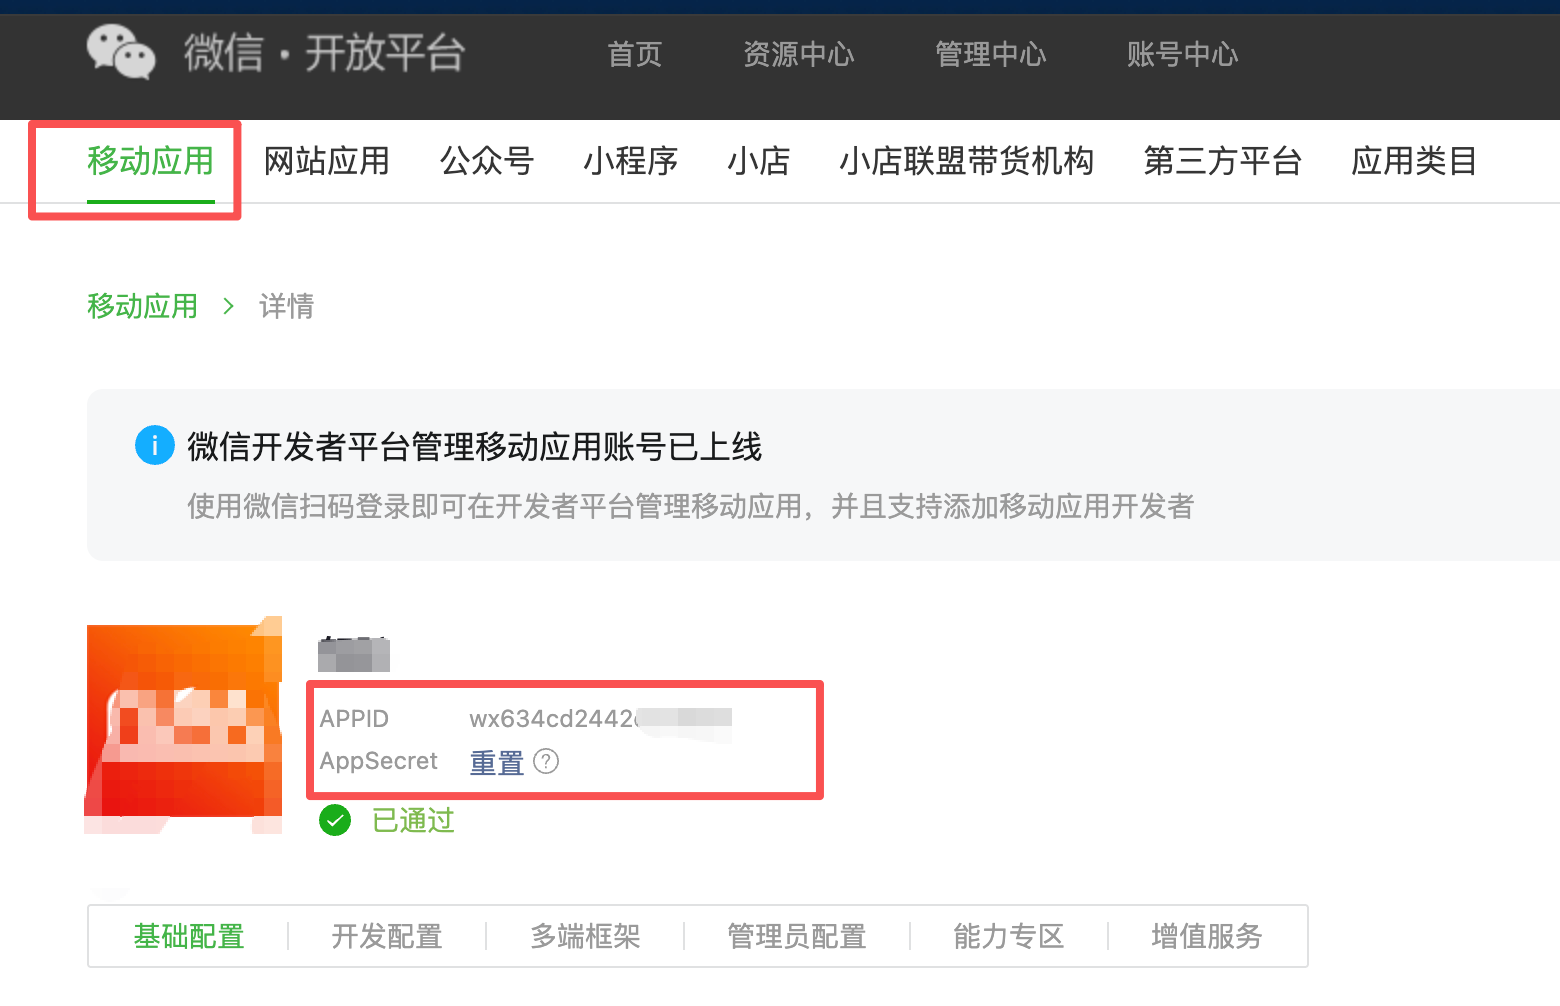 微信·开放平台 首页 资源中心 管理中心 账号中心
移动应用 网站应用 公众号 小程序 小店 小店联盟带货机构 第三方平台 应用类目
移动应用 > 详情
i 微信开发者平台管理移动应用账号已上线
使用微信扫码登录即可在开发者平台管理移动应用，并且支持添加移动应用开发者
APPID wx634cd2442
AppSecret 重置 ?
已通过
基础配置 开发配置 多端框架 管理员配置 能力专区 增值服务